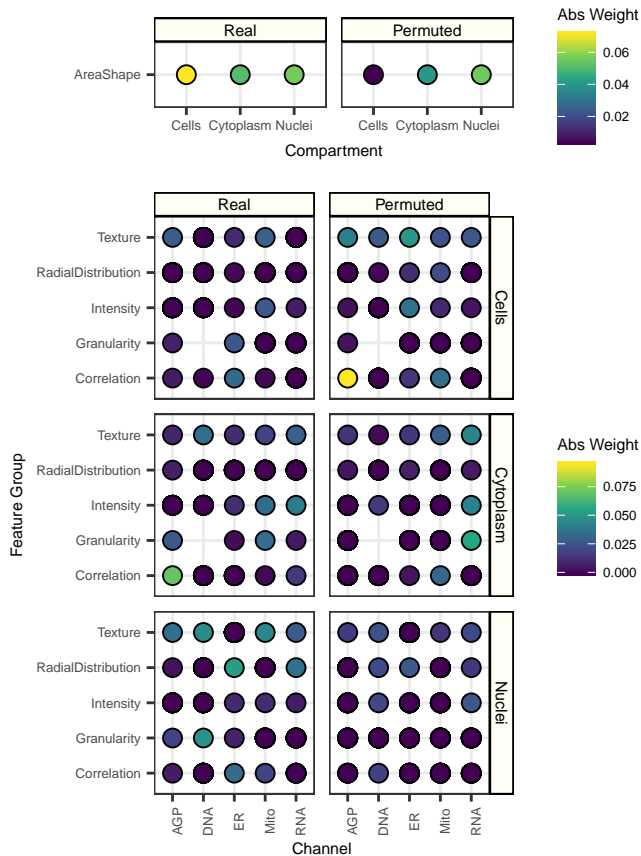 Real Permuted
AreaShape
Cells Cytoplasm Nuclei Cells Cytoplasm Nuclei
Compartment
Abs Weight
0.06
0.04
0.02
Real Permuted
Feature Group
Texture
RadialDistribution
Intensity
Granularity
Correlation
Cells
Texture
RadialDistribution
Intensity
Granularity
Correlation
Cytoplasm
Texture
RadialDistribution
Intensity
Granularity
Correlation
Nuclei
AGP DNA ER Mito RNA AGP DNA ER Mito RNA
Channel
Abs Weight
0.075
0.050
0.025
0.000